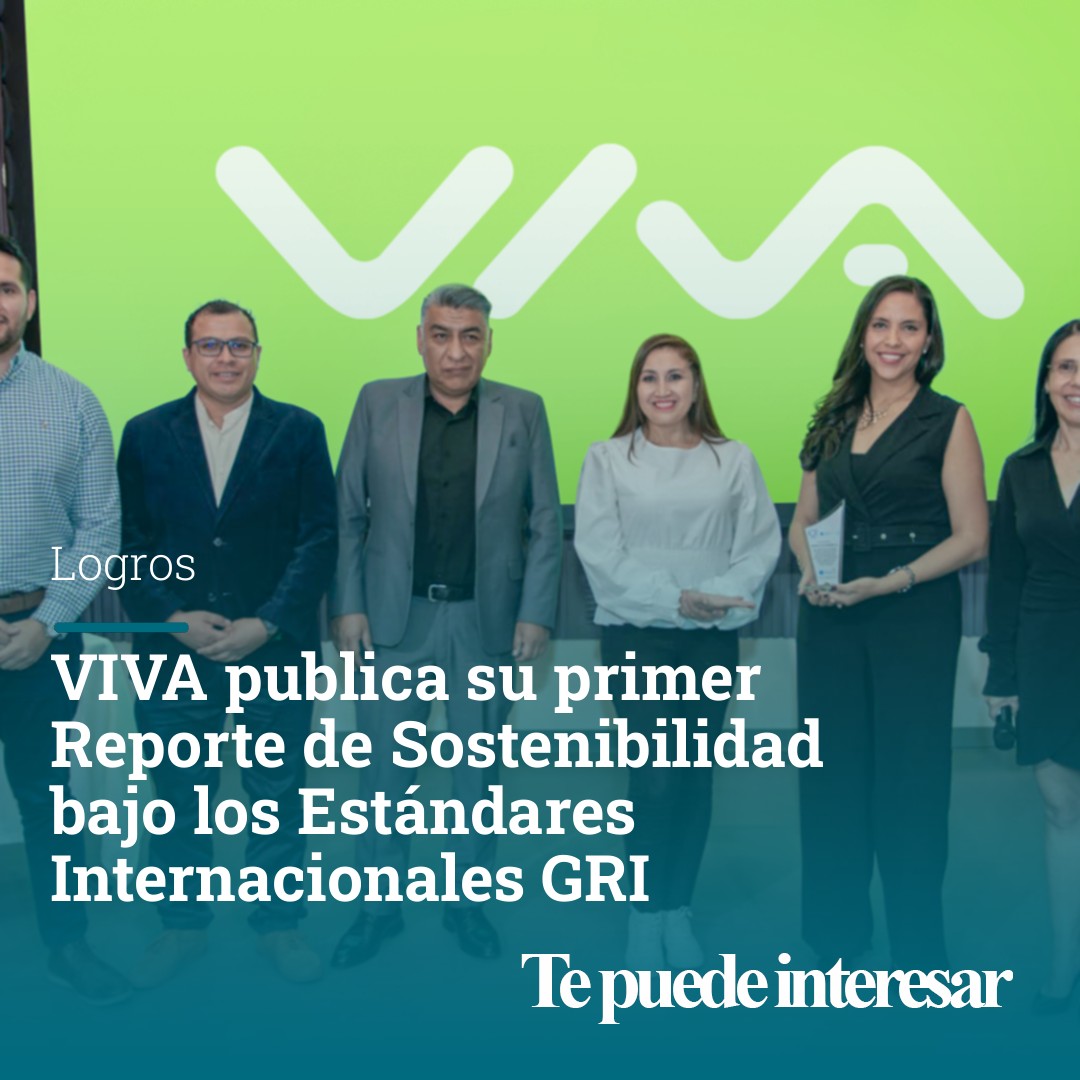 VIVA
Logros
VIVA publica su primer
Reporte de Sostenibilidad
bajo los Estándares
Internacionales GRI
Te puede interesar